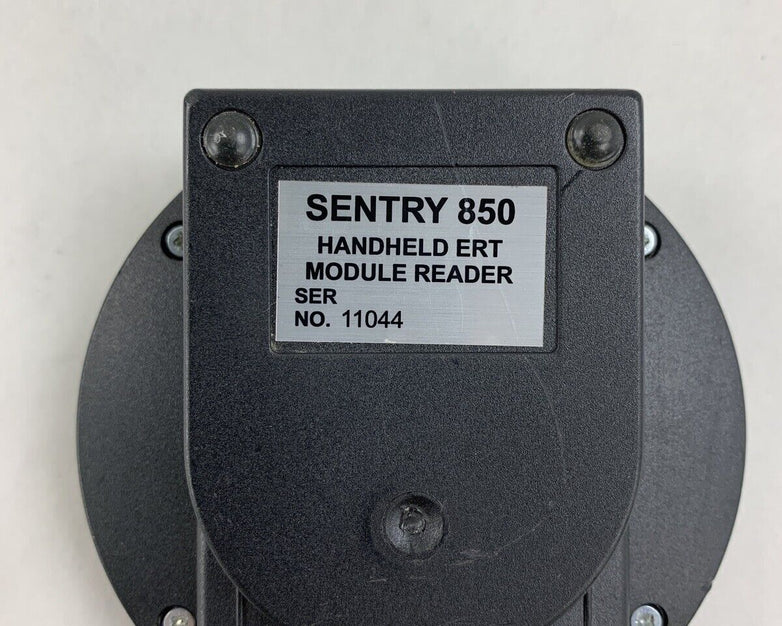 SENTRY 850
HANDHELD ERT
MODULE READER
SER
NO. 11044